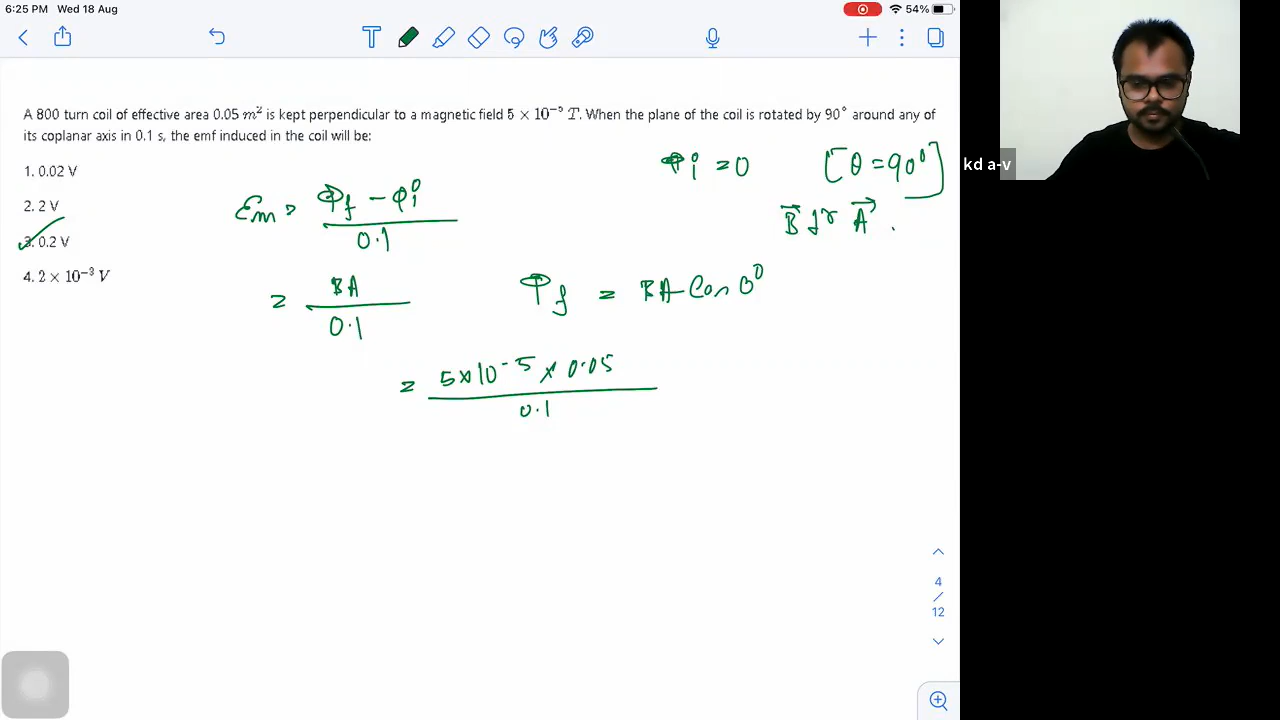 6:25 PM Wed 18 Aug
54%
A 800 turn coil of effective area 0.05 m² is kept perpendicular to a magnetic field 5 × 10⁻⁵ T. When the plane of the coil is rotated by 90° around any of
its coplanar axis in 0.1 s, the emf induced in the coil will be:
1. 0.02 V
2. 2 V
3. 0.2 V
4. 2 × 10⁻³ V
Φi = 0 [θ = 90°]
kd a-v
Φf - Φi
0.1
B⃗ A⃗ .
= BA
0.1
Φf = BA Cos 0°
= 5×10⁻⁵ × 0.05
0.1
4
/
12